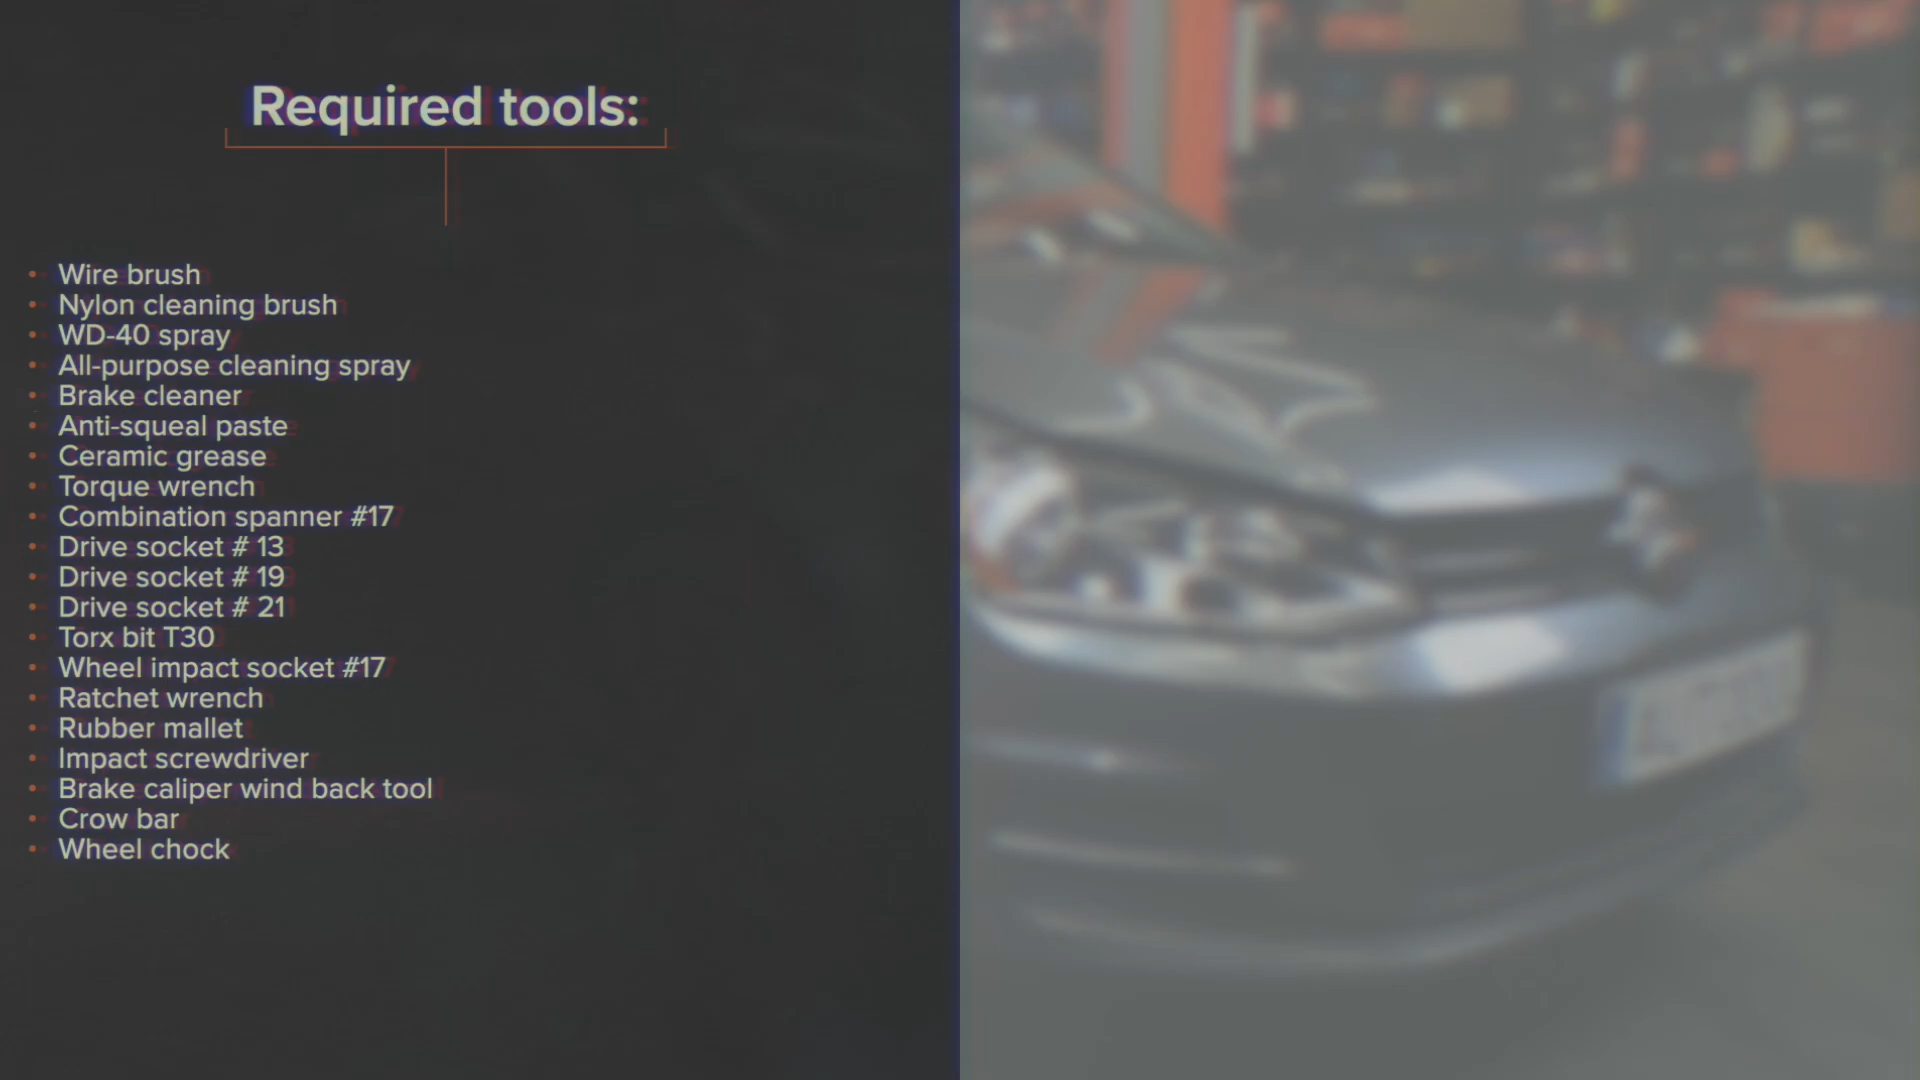 Required tools:
Wire brush
Nylon cleaning brush
WD-40 spray
All-purpose cleaning spray
Brake cleaner
Anti-squeal paste
Ceramic grease
Torque wrench
Combination spanner #17
Drive socket # 13
Drive socket # 19
Drive socket # 21
Torx bit T30
Wheel impact socket #17
Ratchet wrench
Rubber mallet
Impact screwdriver
Brake caliper wind back tool
Crow bar
Wheel chock